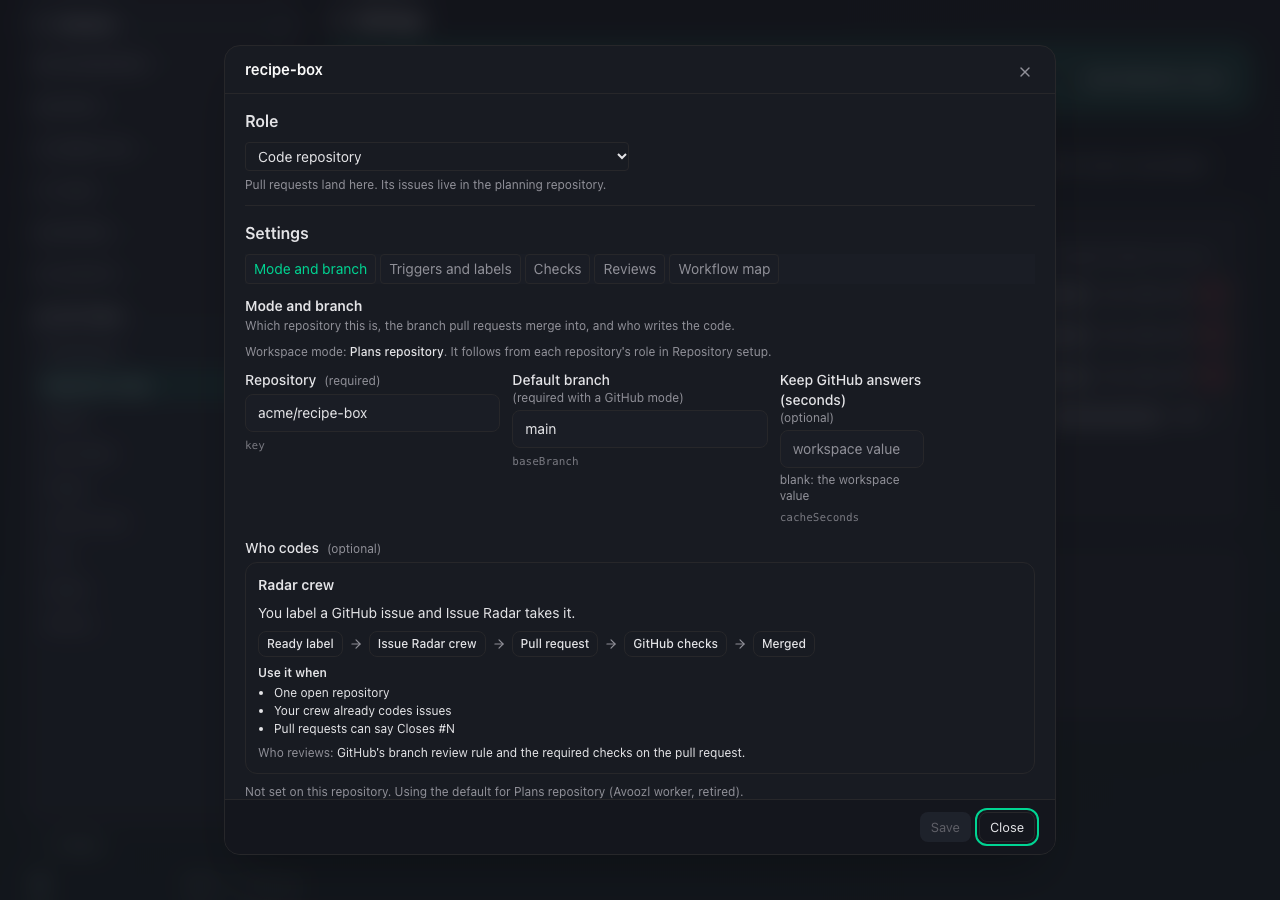 recipe-box
Role
Code repository
Pull requests land here. Its issues live in the planning repository.
Settings
Mode and branch
Triggers and labels
Checks
Reviews
Workflow map
Mode and branch
Which repository this is, the branch pull requests merge into, and who writes the code.
Workspace mode: Plans repository. It follows from each repository's role in Repository setup.
Repository (required)
acme/recipe-box
key
Default branch
(required with a GitHub mode)
main
baseBranch
Keep GitHub answers
(seconds)
(optional)
workspace value
blank: the workspace
value
cacheSeconds
Who codes (optional)
Radar crew
You label a GitHub issue and Issue Radar takes it.
Ready label → Issue Radar crew → Pull request → GitHub checks → Merged
Use it when
• One open repository
• Your crew already codes issues
• Pull requests can say Closes #N
Who reviews: GitHub's branch review rule and the required checks on the pull request.
Not set on this repository. Using the default for Plans repository (Avoozl worker, retired).
Save
Close